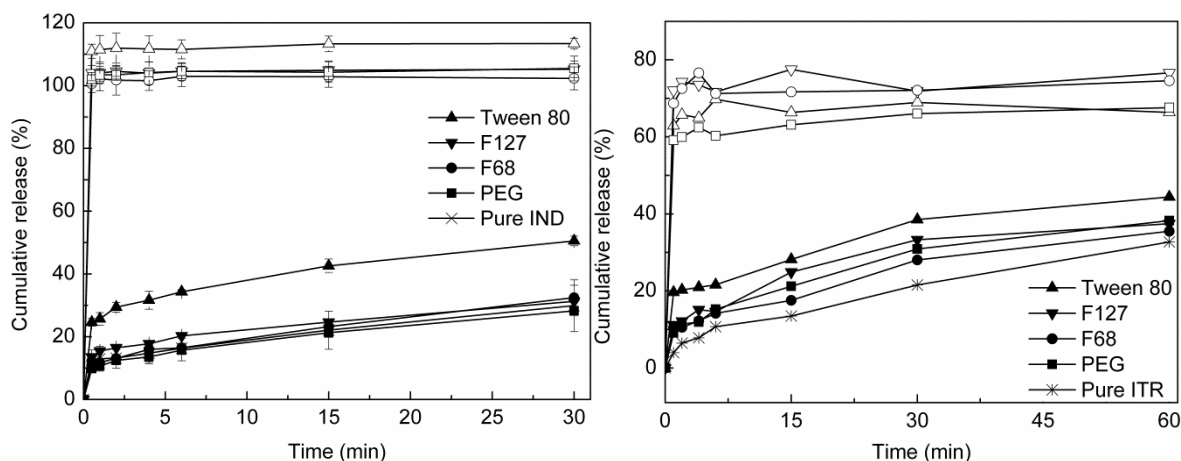 Cumulative release (%)
120
100
80
60
40
20
0
Tween 80
F127
F68
PEG
Pure IND
0
5
10
15
20
25
30
Time (min)
Cumulative release (%)
80
60
40
20
0
Tween 80
F127
F68
PEG
Pure ITR
0
15
30
45
60
Time (min)